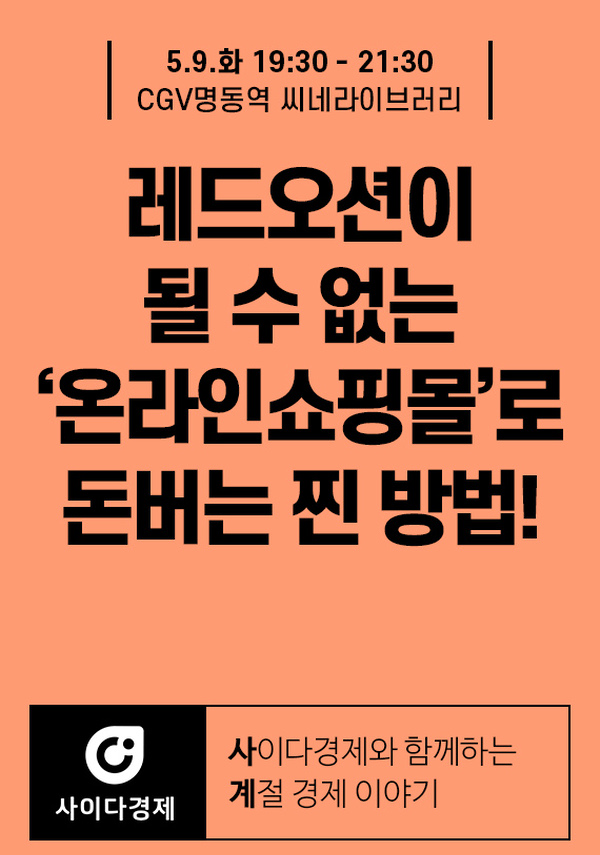 5.9.화 19:30 - 21:30
CGV명동역 씨네라이브러리
레드오션이
될 수 없는
‘온라인쇼핑몰’로
돈버는 찐 방법!
사이다경제
사이다경제와 함께하는
계절 경제 이야기